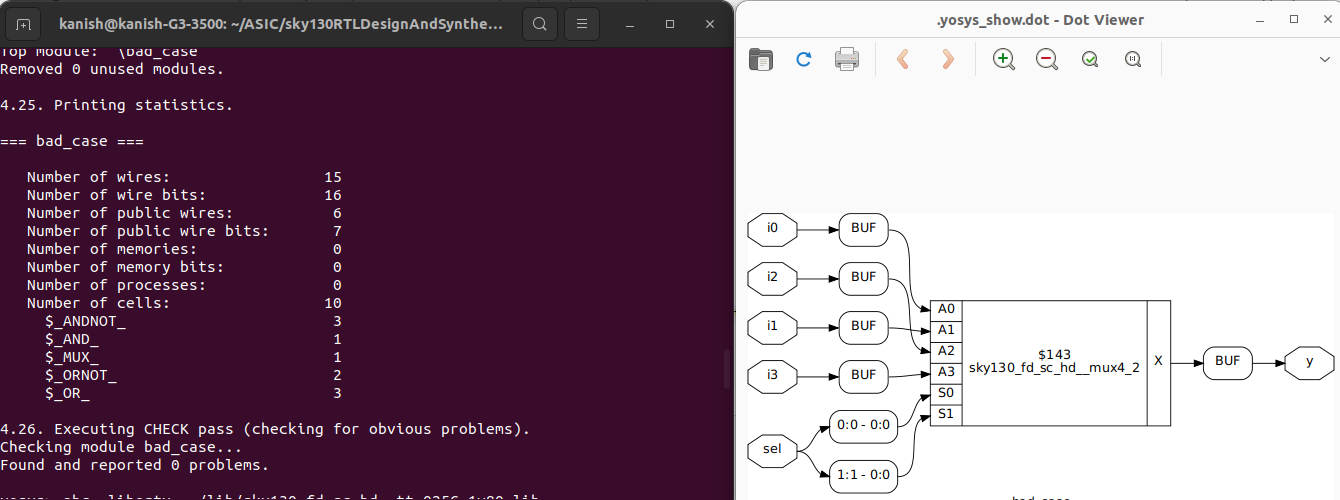 kanish@kanish-G3-3500: ~/ASIC/sky130RTLDesignAndSynthe...
Top module:  \bad_case
Removed 0 unused modules.
4.25. Printing statistics.
=== bad_case ===
Number of wires: 15
Number of wire bits: 16
Number of public wires: 6
Number of public wire bits: 7
Number of memories: 0
Number of memory bits: 0
Number of processes: 0
Number of cells: 10
$_ANDNOT_ 3
$_AND_ 1
$_MUX_ 1
$_ORNOT_ 2
$_OR_ 3
4.26. Executing CHECK pass (checking for obvious problems).
Checking module bad_case...
Found and reported 0 problems.
.yosys_show.dot - Dot Viewer
i0 BUF
i2 BUF
i1 BUF
i3 BUF
sel
0:0 - 0:0
1:1 - 0:0
A0
A1
A2
A3
S0
S1
$143
sky130_fd_sc_hd__mux4_2
X
BUF
y